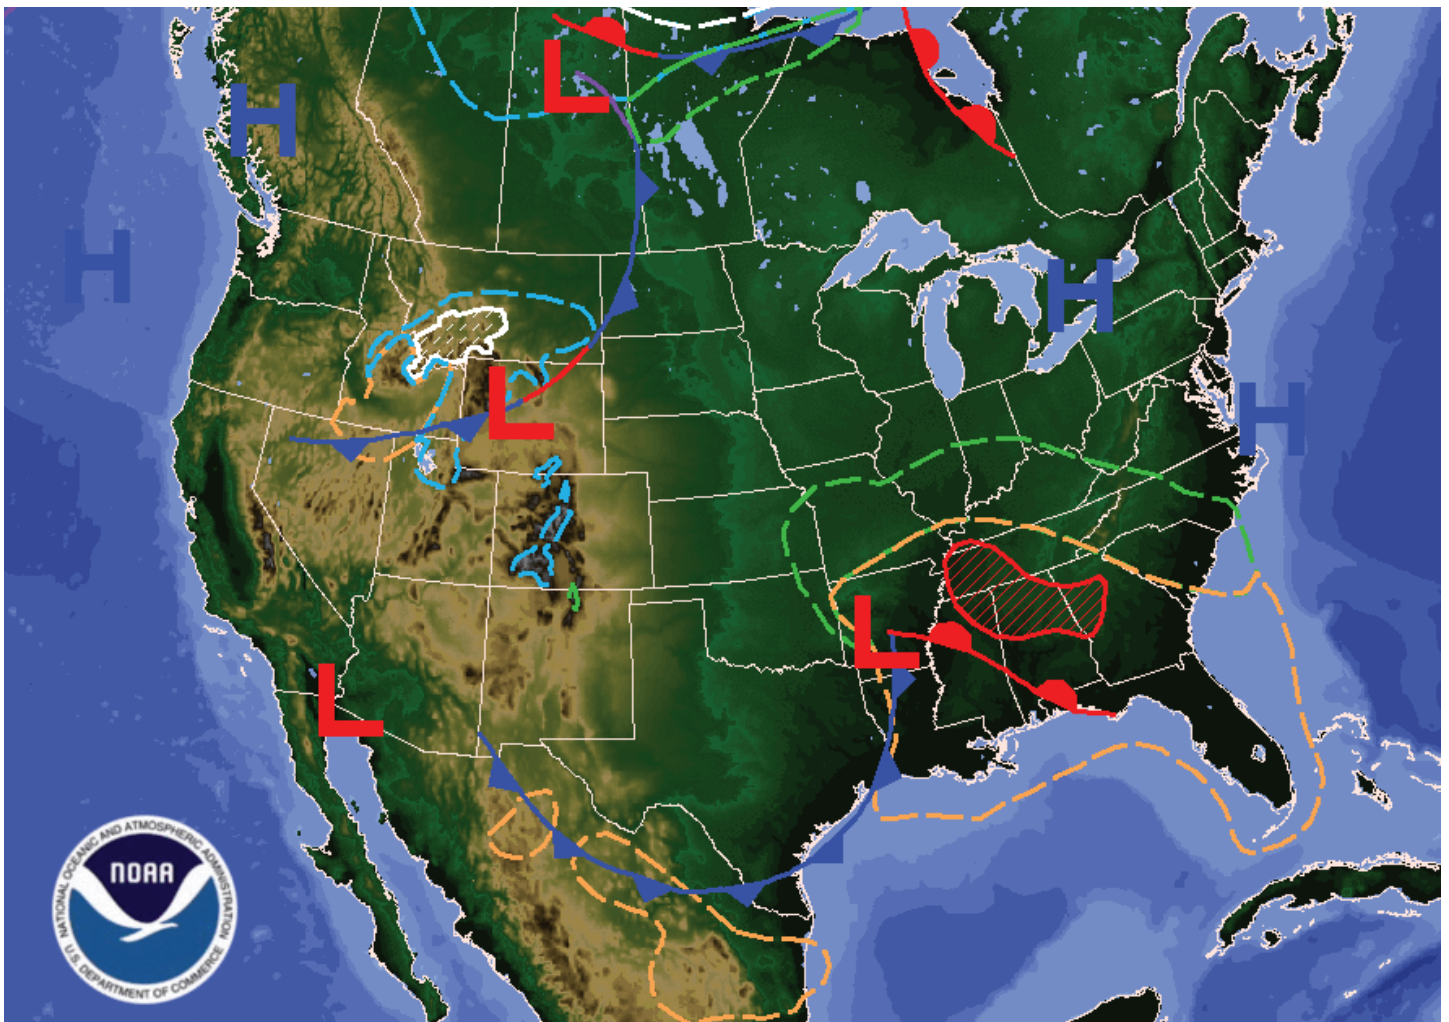 L
H
H
H
L
H
L
L
NOAA
NATIONAL OCEANIC AND ATMOSPHERIC ADMINISTRATION
U.S. DEPARTMENT OF COMMERCE